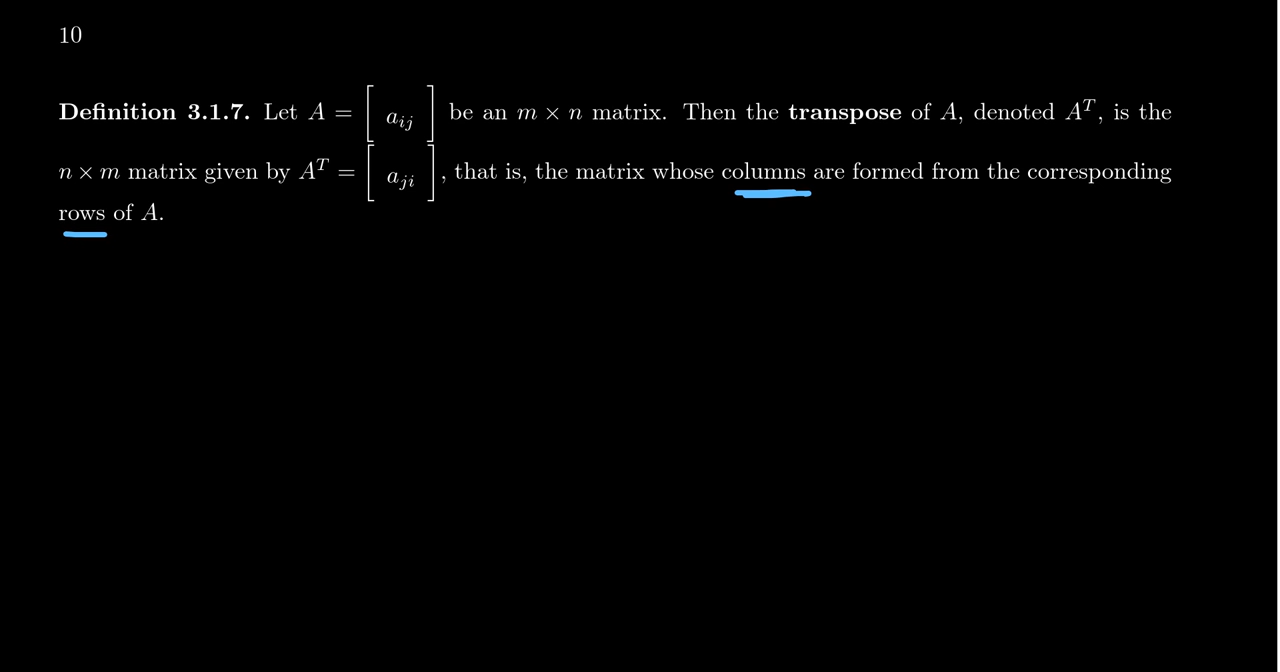 10
Definition 3.1.7. Let A = [ a_{ij} ] be an m × n matrix. Then the transpose of A, denoted A^T, is the
n × m matrix given by A^T = [ a_{ji} ], that is, the matrix whose columns are formed from the corresponding
rows of A.